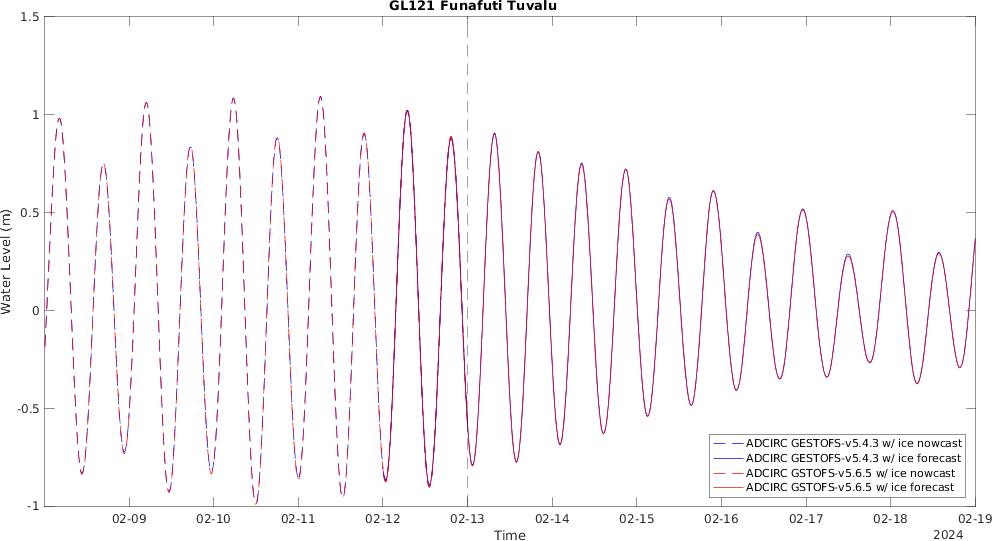 GL121 Funafuti Tuvalu
1.5
1
0.5
0
-0.5
-1
Water Level (m)
ADCIRC GESTOFS-v5.4.3 w/ ice nowcast
ADCIRC GESTOFS-v5.4.3 w/ ice forecast
ADCIRC GSTOFS-v5.6.5 w/ ice nowcast
ADCIRC GSTOFS-v5.6.5 w/ ice forecast
02-09 02-10 02-11 02-12 02-13 02-14 02-15 02-16 02-17 02-18 02-19
Time
2024